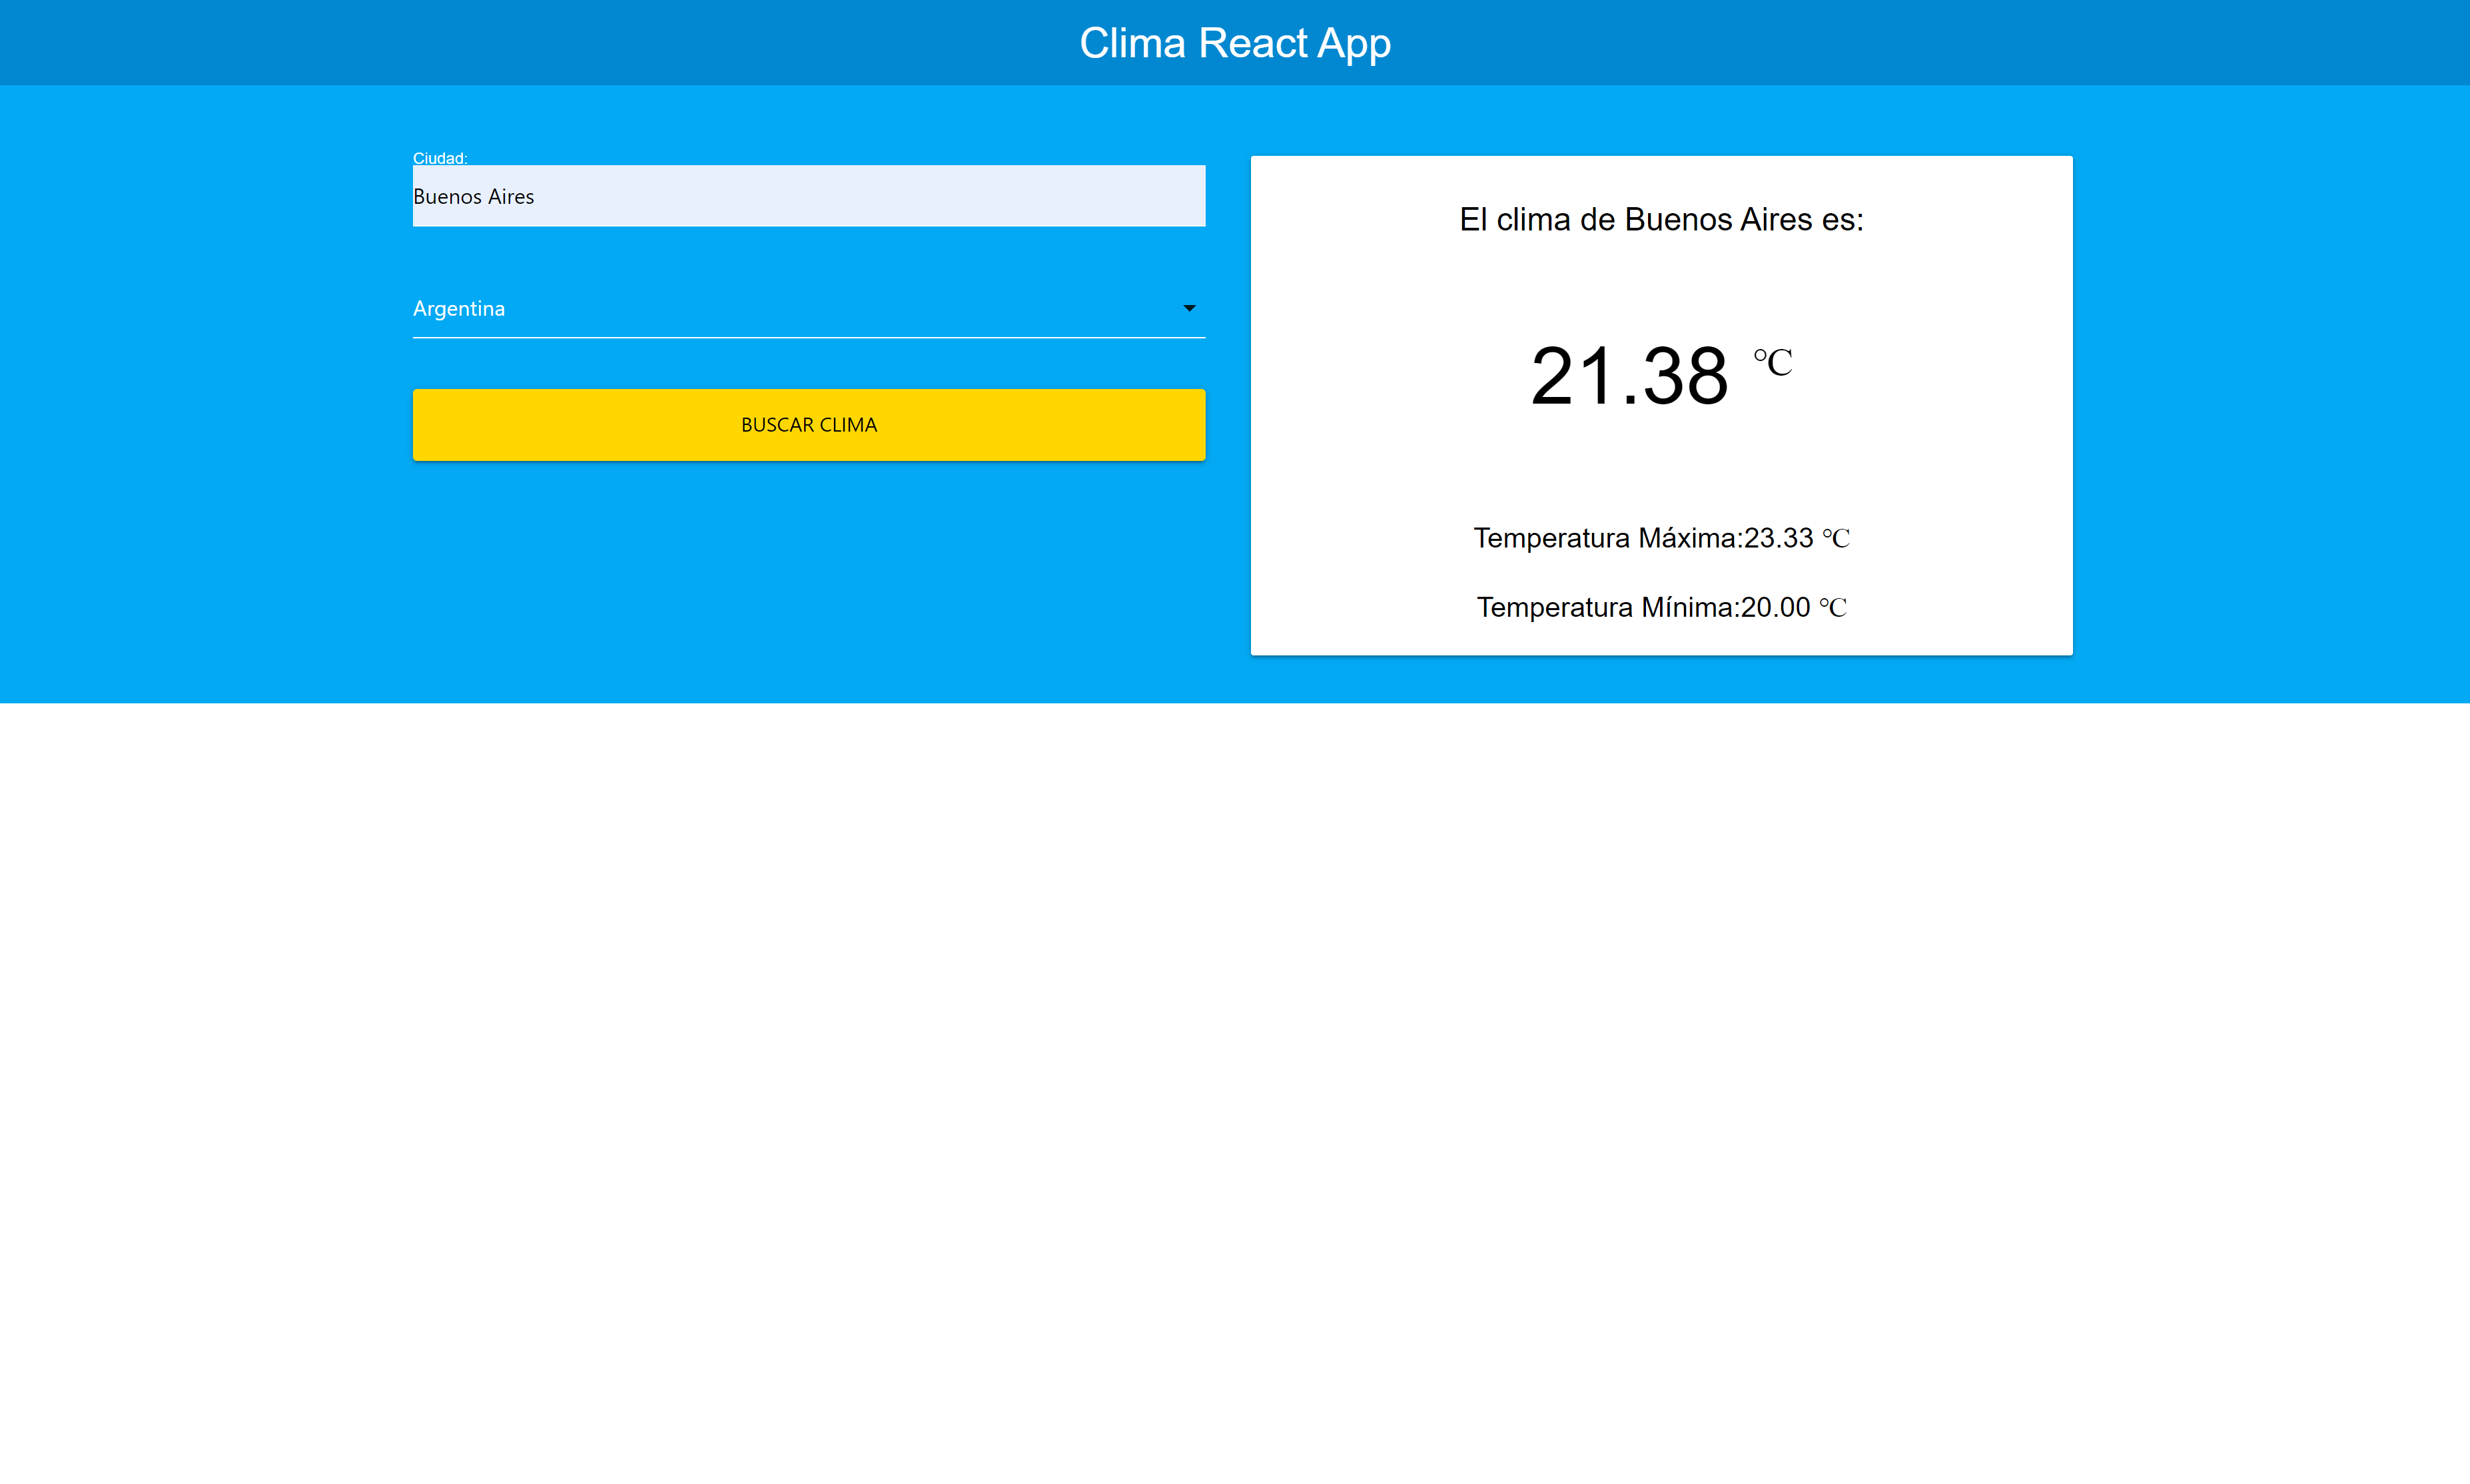 Clima React App
Ciudad:
Buenos Aires
Argentina
BUSCAR CLIMA
El clima de Buenos Aires es:
21.38 ℃
Temperatura Máxima:23.33 ℃
Temperatura Mínima:20.00 ℃